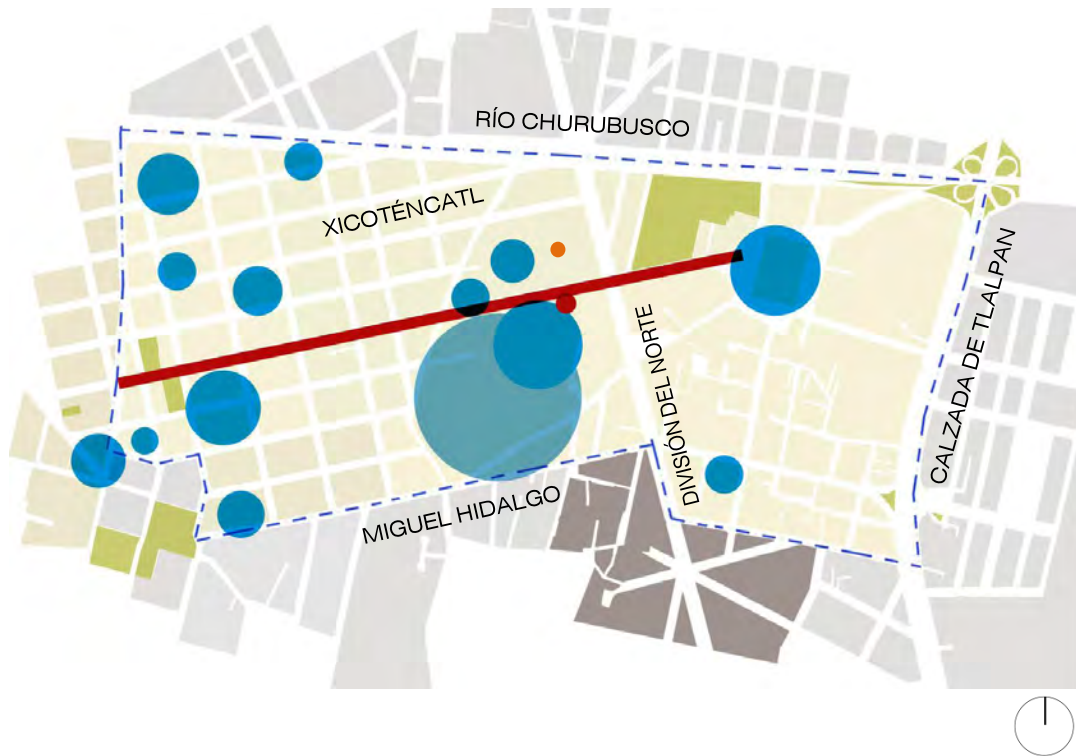 RÍO CHURUBUSCO
XICOTÉNCATL
DIVISIÓN DEL NORTE
CALZADA DE TLALPAN
MIGUEL HIDALGO